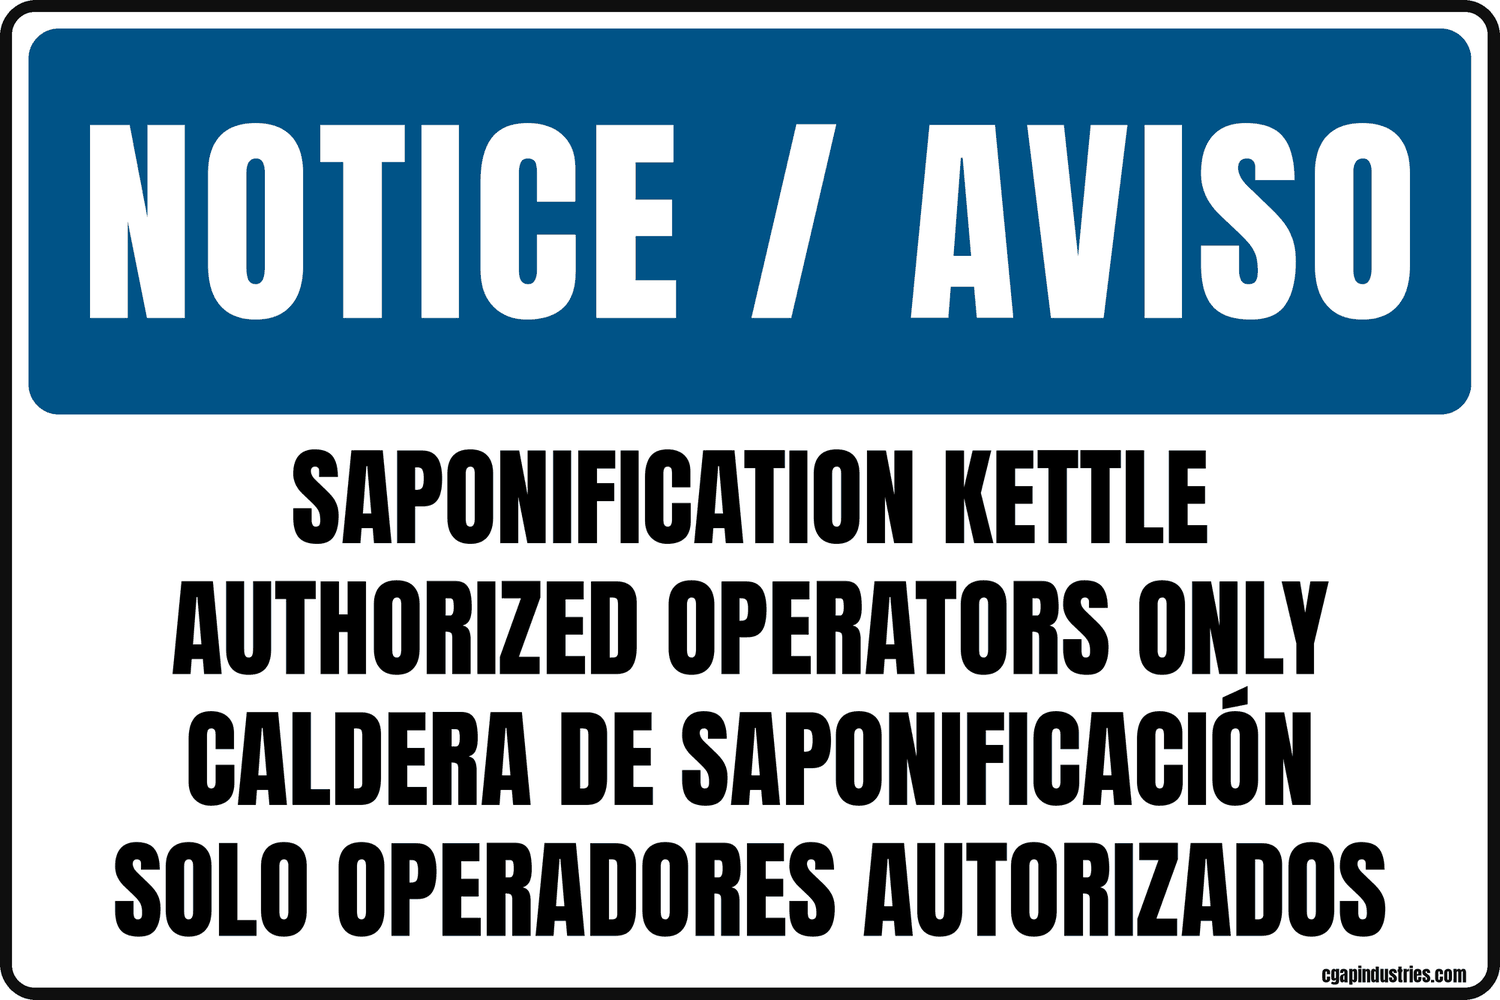 NOTICE / AVISO
SAPONIFICATION KETTLE
AUTHORIZED OPERATORS ONLY
CALDERA DE SAPONIFICACIÓN
SOLO OPERADORES AUTORIZADOS
cgapindustries.com